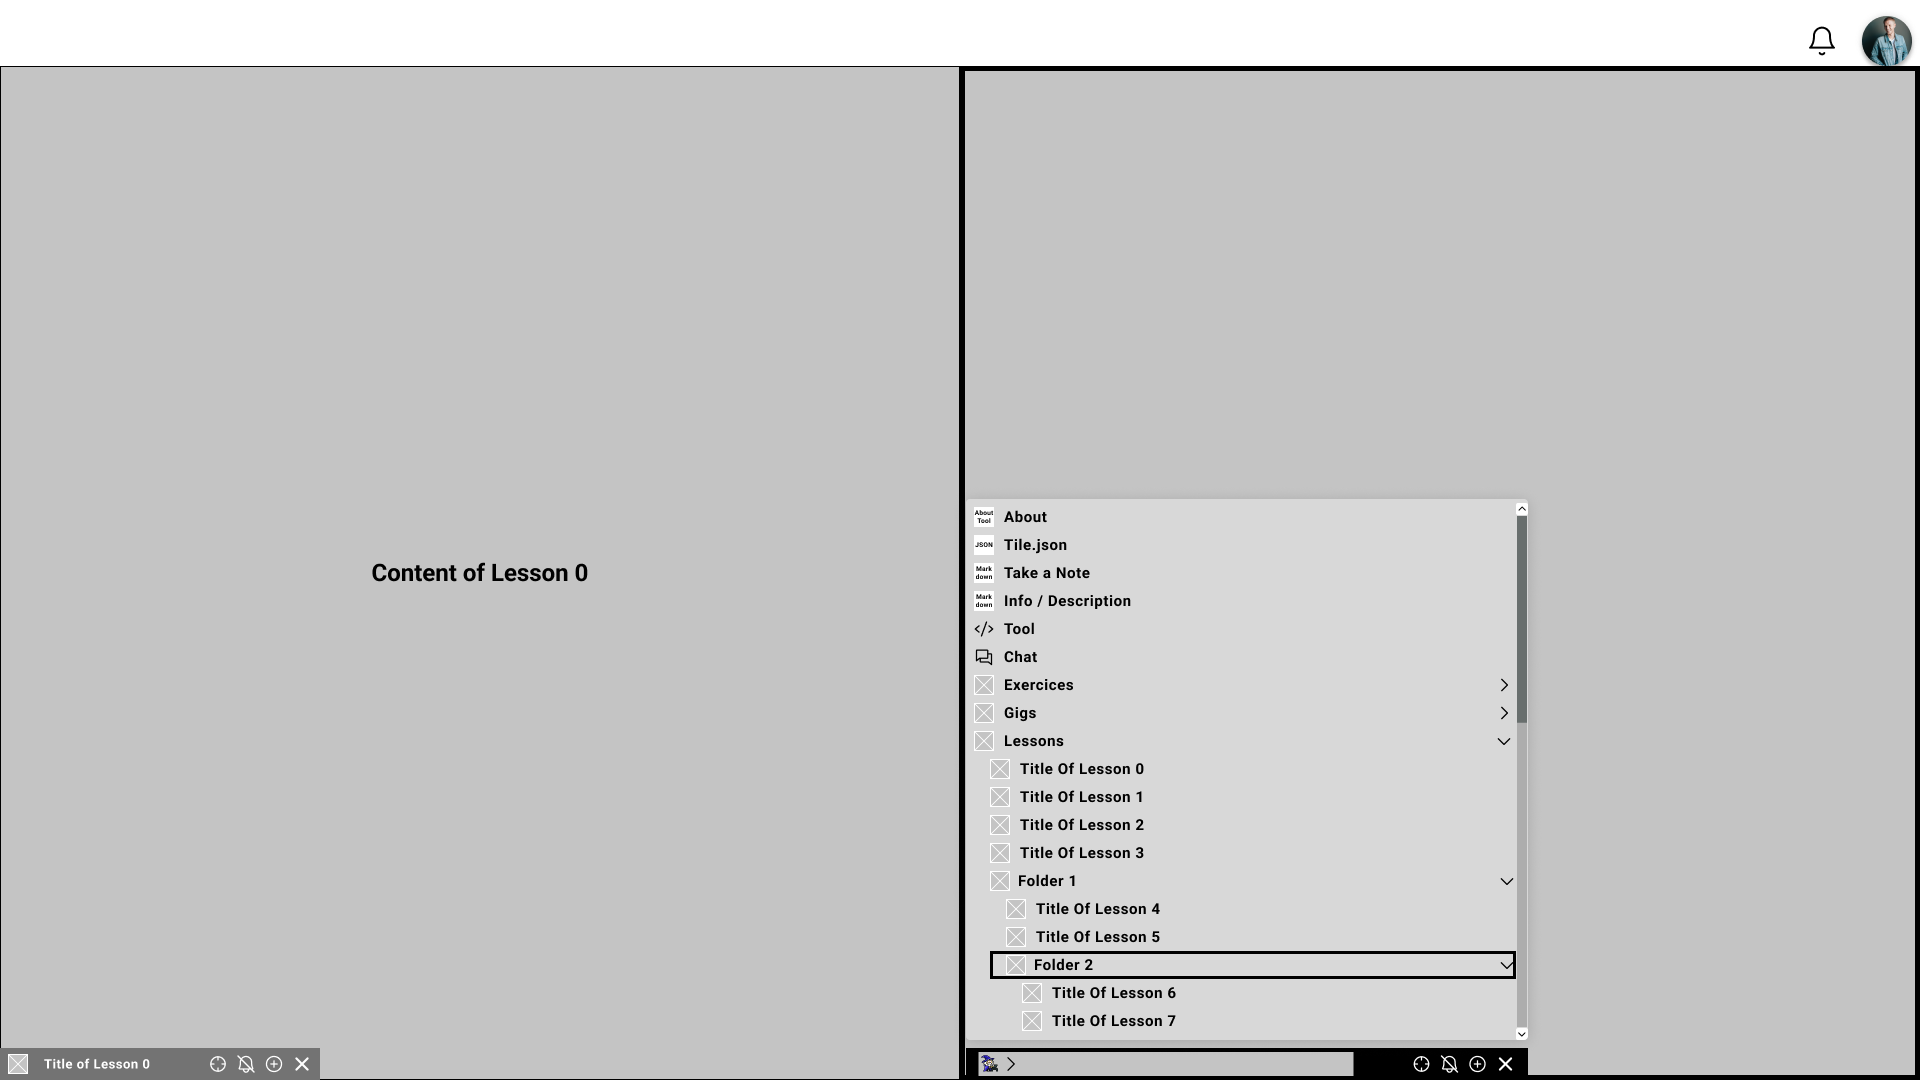 Content of Lesson 0
About
Tool
About
JSON
Tile.json
Mark
down
Take a Note
Mark
down
Info / Description
</> Tool
Chat
Exercices
Gigs
Lessons
Title Of Lesson 0
Title Of Lesson 1
Title Of Lesson 2
Title Of Lesson 3
Folder 1
Title Of Lesson 4
Title Of Lesson 5
Folder 2
Title Of Lesson 6
Title Of Lesson 7
Title of Lesson 0